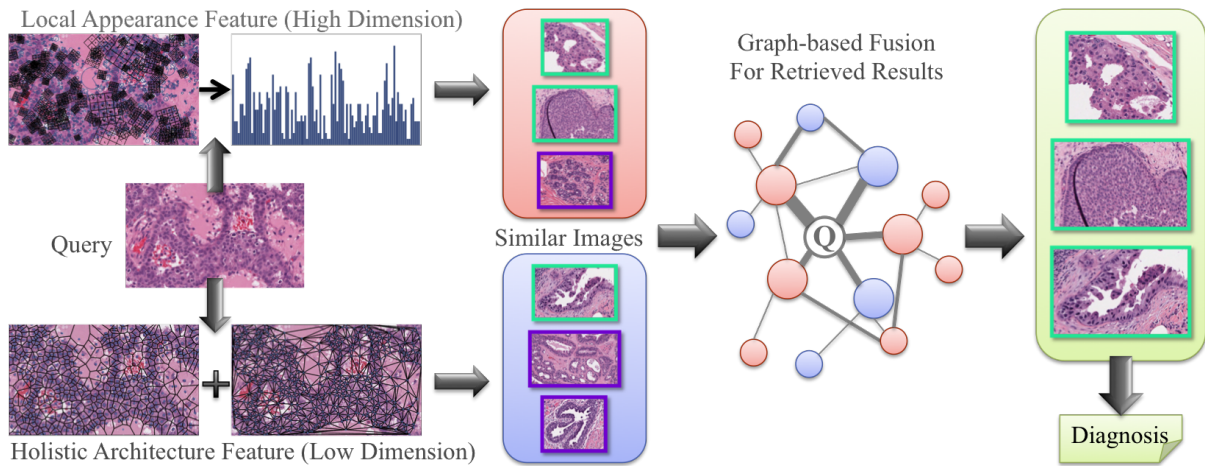 Local Appearance Feature (High Dimension)
Graph-based Fusion
For Retrieved Results
Query
Similar Images
Q
Holistic Architecture Feature (Low Dimension)
Diagnosis